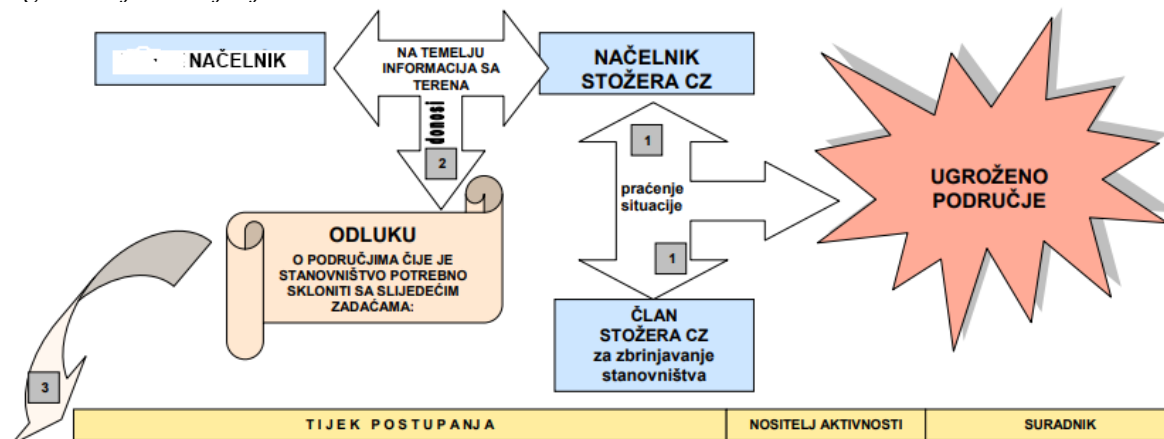 NAČELNIK
NA TEMELJU
INFORMACIJA SA
TERENA
donosi
2
NAČELNIK
STOŽERA CZ
1
praćenje
situacije
1
UGROŽENO
PODRUČJE
ODLUKU
O PODRUČJIMA ČIJE JE
STANOVNIŠTVO POTREBNO
SKLONITI SA SLIJEDEĆIM
ZADAĆAMA:
ČLAN
STOŽERA CZ
za zbrinjavanje
stanovništva
3
TIJEK POSTUPANJA
NOSITELJ AKTIVNOSTI
SURADNIK